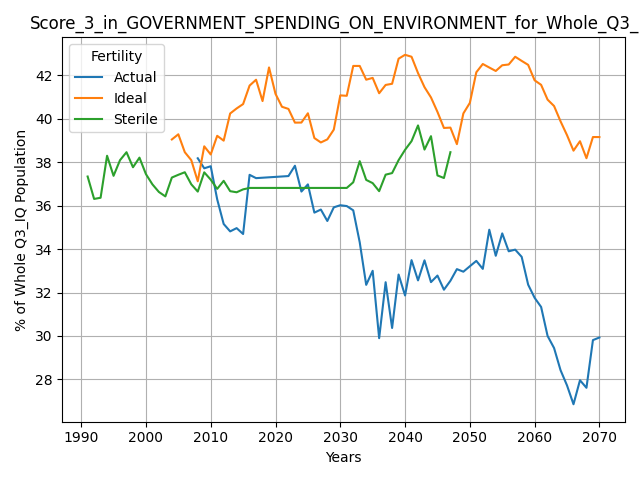 Score_3_in_GOVERNMENT_SPENDING_ON_ENVIRONMENT_for_Whole_Q3_
Fertility
Actual
Ideal
Sterile
% of Whole Q3_IQ Population
42
40
38
36
34
32
30
28
1990 2000 2010 2020 2030 2040 2050 2060 2070
Years